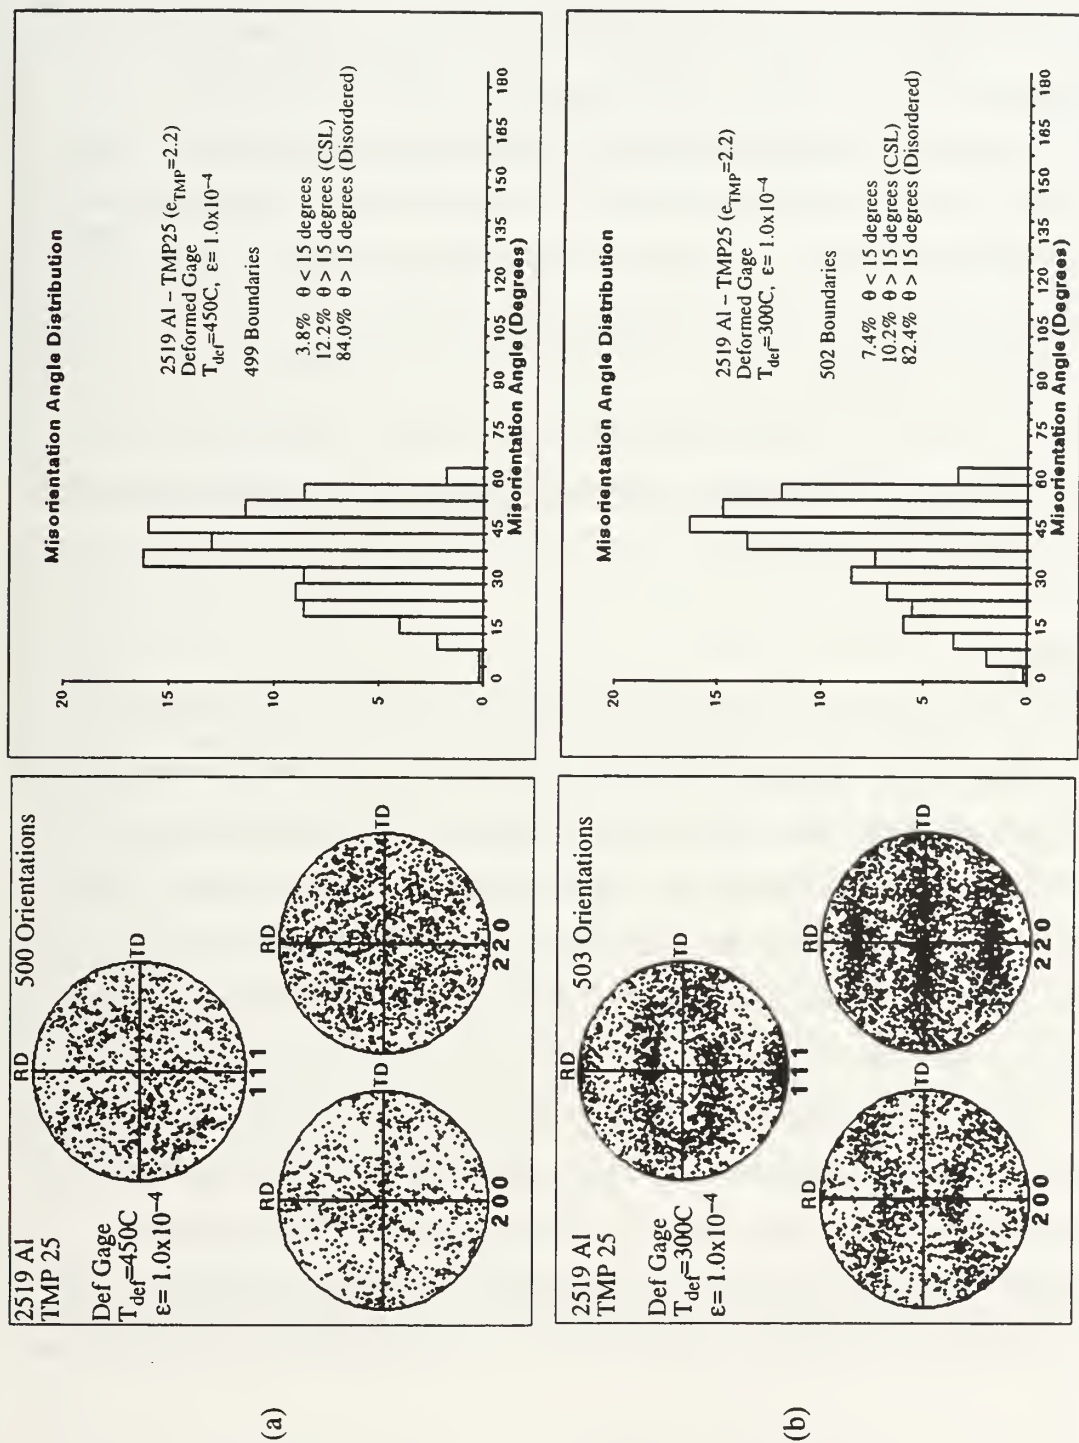 (a)
2519 Al
TMP 25
500 Orientations
Def Gage
T_def=450C
ε= 1.0x10⁻⁴
RD
TD
111
RD
TD
200
RD
TD
220
Misorientation Angle Distribution
2519 Al – TMP25 (e_TMP=2.2)
Deformed Gage
T_def=450C, ε= 1.0x10⁻⁴
499 Boundaries
3.8% θ < 15 degrees
12.2% θ > 15 degrees (CSL)
84.0% θ > 15 degrees (Disordered)
20
15
10
5
0
0 15 30 45 60 75 90 105 120 135 150 165 180
Misorientation Angle (Degrees)
(b)
2519 Al
TMP 25
503 Orientations
Def Gage
T_def=300C
ε= 1.0x10⁻⁴
RD
TD
111
RD
TD
200
RD
TD
220
Misorientation Angle Distribution
2519 Al – TMP25 (e_TMP=2.2)
Deformed Gage
T_def=300C, ε= 1.0x10⁻⁴
502 Boundaries
7.4% θ < 15 degrees
10.2% θ > 15 degrees (CSL)
82.4% θ > 15 degrees (Disordered)
20
15
10
5
0
0 15 30 45 60 75 90 105 120 135 150 165 180
Misorientation Angle (Degrees)